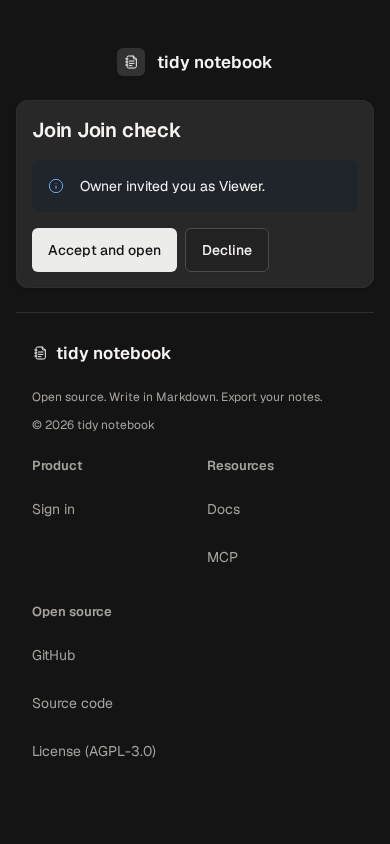 tidy notebook
Join Join check
Owner invited you as Viewer.
Accept and open
Decline
tidy notebook
Open source. Write in Markdown. Export your notes.
© 2026 tidy notebook
Product
Sign in
Resources
Docs
MCP
Open source
GitHub
Source code
License (AGPL-3.0)